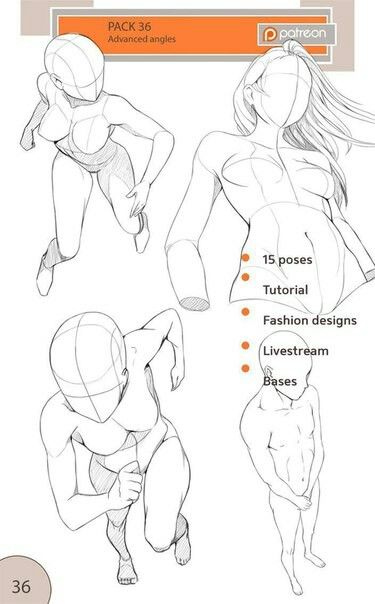 PACK 36
Advanced angles
patreon
15 poses
Tutorial
Fashion designs
Livestream
Bases
36